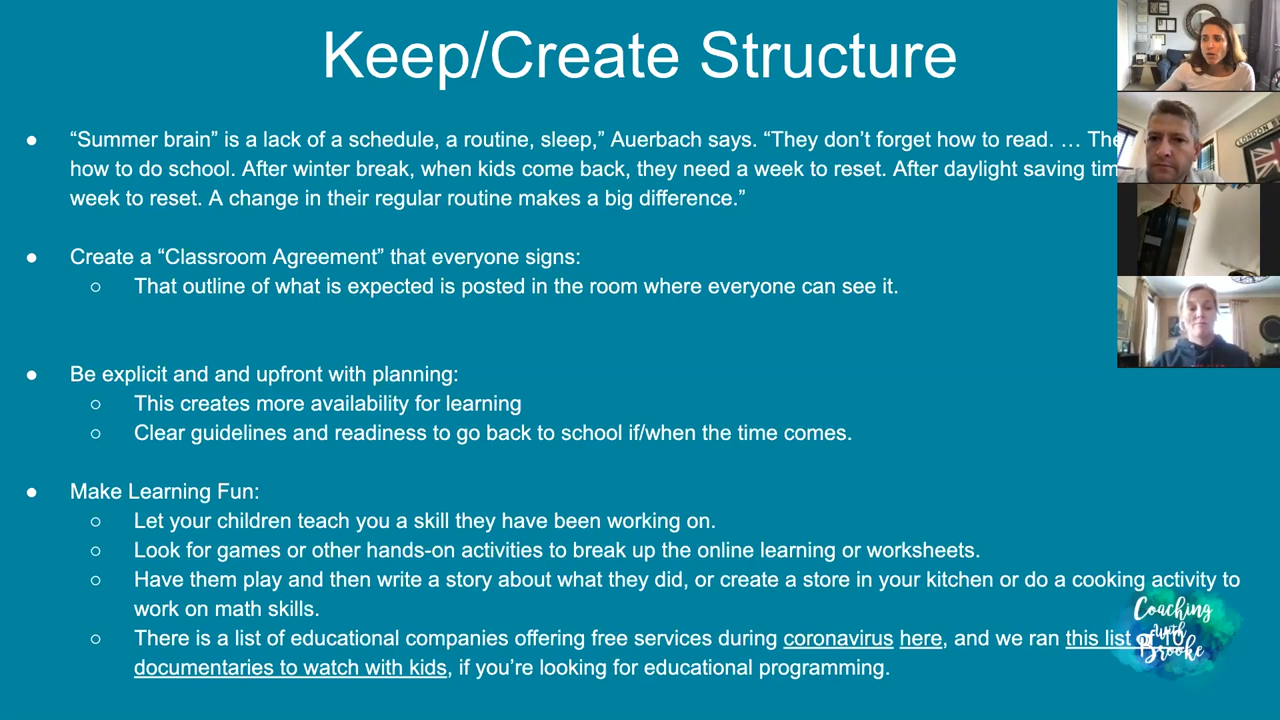 Keep/Create Structure
● “Summer brain” is a lack of a schedule, a routine, sleep,” Auerbach says. “They don’t forget how to read. …
how to do school. After winter break, when kids come back, they need a week to reset. After daylight saving
week to reset. A change in their regular routine makes a big difference.”
● Create a “Classroom Agreement” that everyone signs:
○ That outline of what is expected is posted in the room where everyone can see it.
● Be explicit and and upfront with planning:
○ This creates more availability for learning
○ Clear guidelines and readiness to go back to school if/when the time comes.
● Make Learning Fun:
○ Let your children teach you a skill they have been working on.
○ Look for games or other hands-on activities to break up the online learning or worksheets.
○ Have them play and then write a story about what they did, or create a store in your kitchen or do a cooking activity to
work on math skills.
○ There is a list of educational companies offering free services during coronavirus here, and we ran this list
documentaries to watch with kids, if you’re looking for educational programming.
Coaching
with
Brooke
LONDON